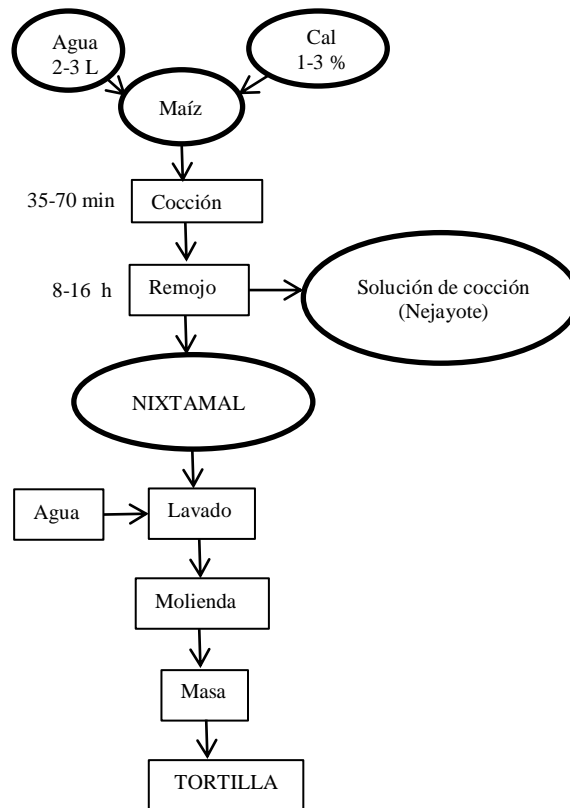 Agua
2-3 L
Cal
1-3 %
Maíz
35-70 min
Cocción
8-16 h
Remojo
Solución de cocción
(Nejayote)
NIXTAMAL
Agua
Lavado
Molienda
Masa
TORTILLA